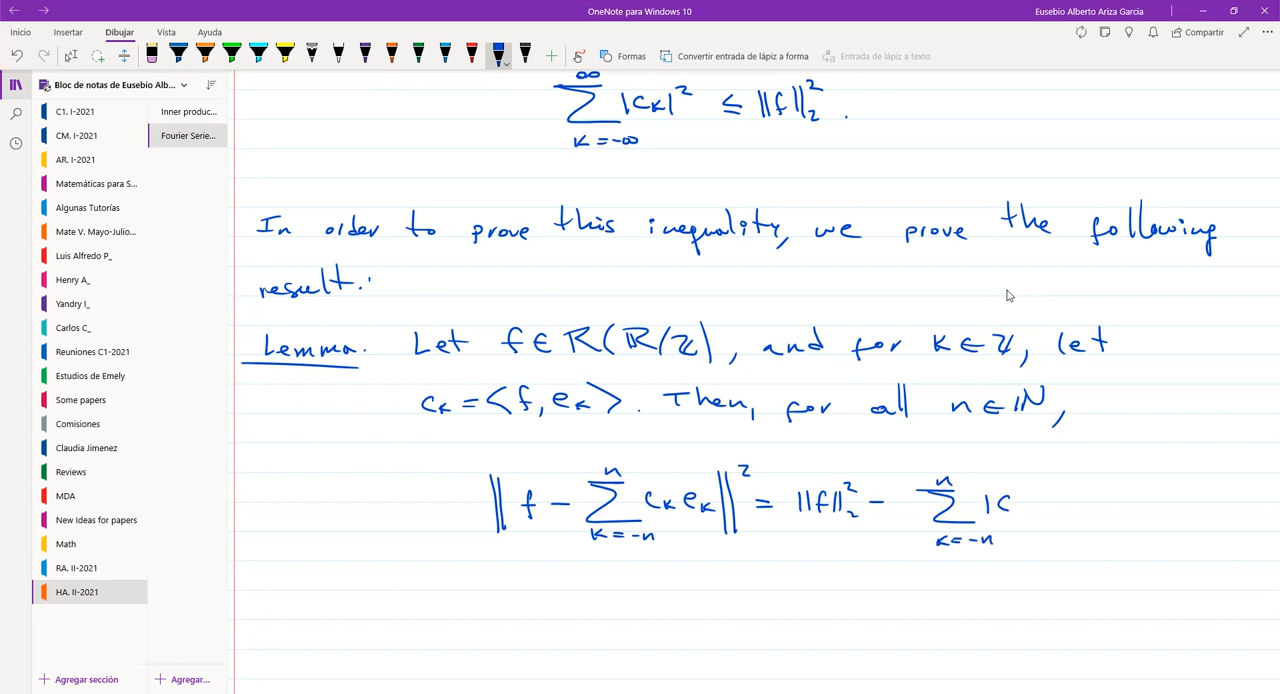 OneNote para Windows 10
Eusebio Alberto Ariza Garcia
Inicio Insertar Dibujar Vista Ayuda
Compartir
Formas Convertir entrada de lápiz a forma Entrada de lápiz a texto
Bloc de notas de Eusebio Alb...
C1. I-2021
CM. I-2021
AR. I-2021
Matemáticas para S...
Algunas Tutorías
Mate V. Mayo-Julio...
Luis Alfredo P_
Henry A_
Yandry I_
Carlos C_
Reuniones C1-2021
Estudios de Emely
Some papers
Comisiones
Claudia Jimenez
Reviews
MDA
New Ideas for papers
Math
RA. II-2021
HA. II-2021
Agregar sección
Inner produc...
Fourier Serie...
Agregar...
∑_{k=-∞}^{∞} |c_k|² ≤ ‖f‖₂².
In order to prove this inequality, we prove the following
result:
Lemma. Let f ∈ R(ℝ/ℤ), and for k ∈ ℤ, let
c_k = <f, e_k>. Then, for all n ∈ ℕ,
‖f - ∑_{k=-n}^{n} c_k e_k‖² = ‖f‖₂² - ∑_{k=-n}^{n} |c